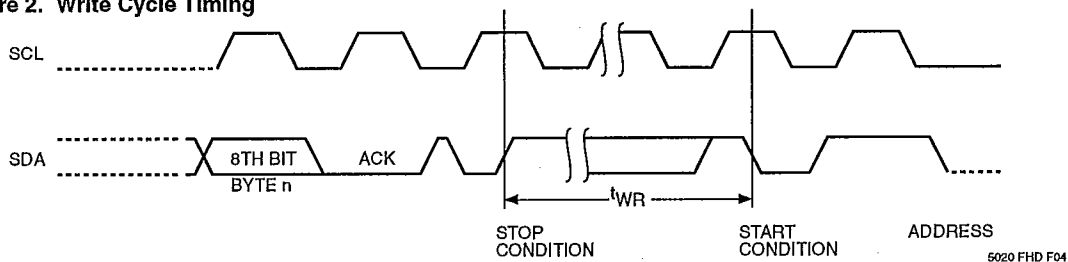 re 2. Write Cycle Timing
SCL
SDA
8TH BIT
BYTE n
ACK
tWR
STOP
CONDITION
START
CONDITION
ADDRESS
5020 FHD F04